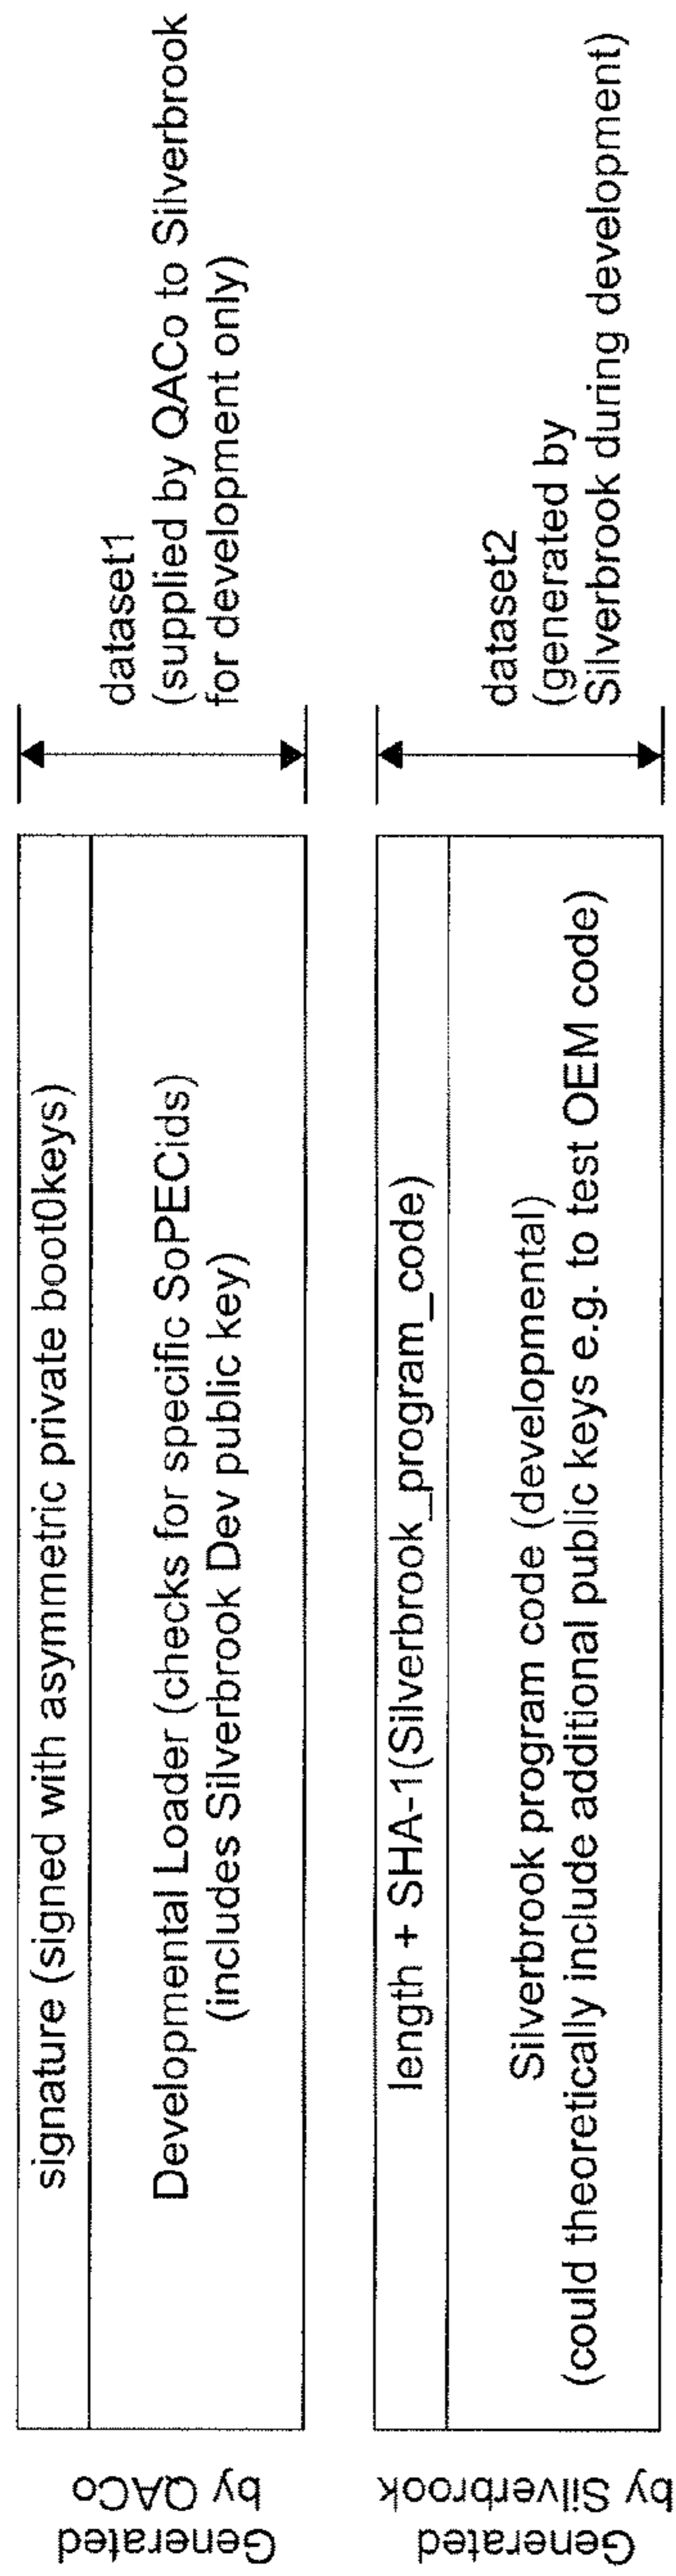 Generated
by QACo
signature (signed with asymmetric private boot0keys)
Developmental Loader (checks for specific SoPECids)
(includes Silverbrook Dev public key)
dataset1
(supplied by QACo to Silverbrook
for development only)
Generated
by Silverbrook
length + SHA-1(Silverbrook_program_code)
Silverbrook program code (developmental)
(could theoretically include additional public keys e.g. to test OEM code)
dataset2
(generated by
Silverbrook during development)